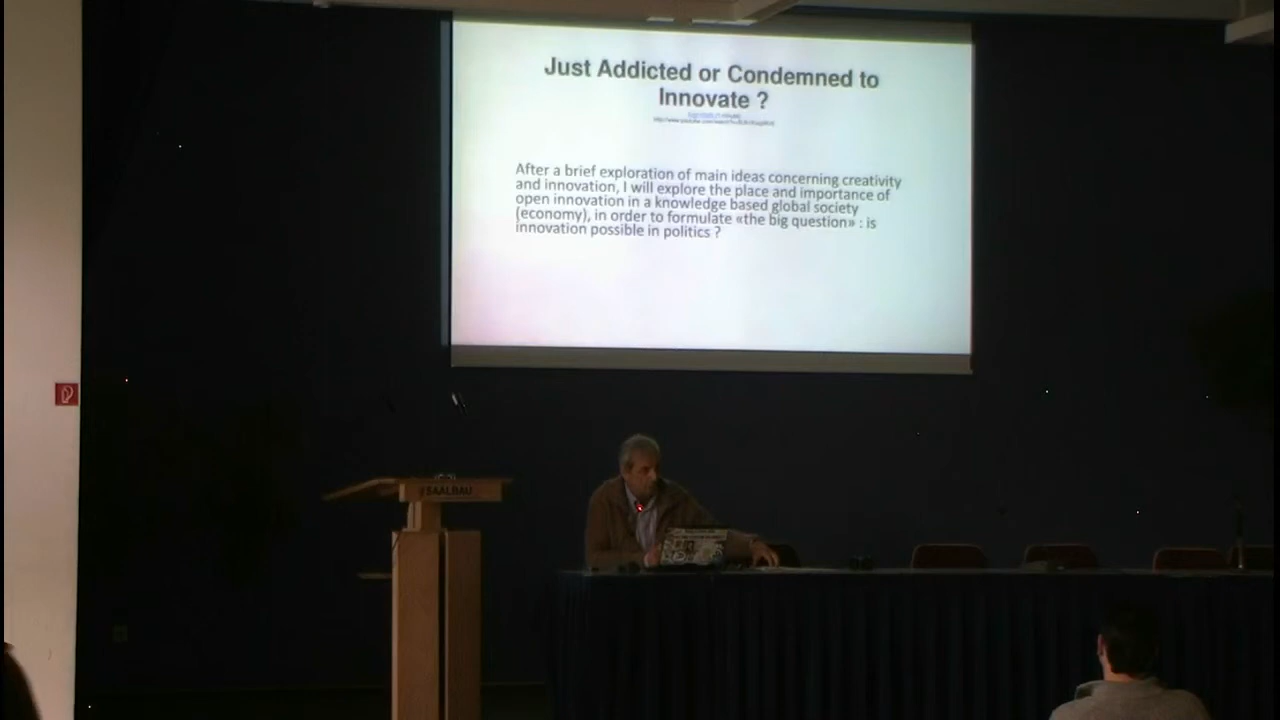 Just Addicted or Condemned to
Innovate ?
After a brief exploration of main ideas concerning creativity
and innovation, I will explore the place and importance of
open innovation in a knowledge based global society
(economy), in order to formulate «the big question» : is
innovation possible in politics ?
SAALBAU